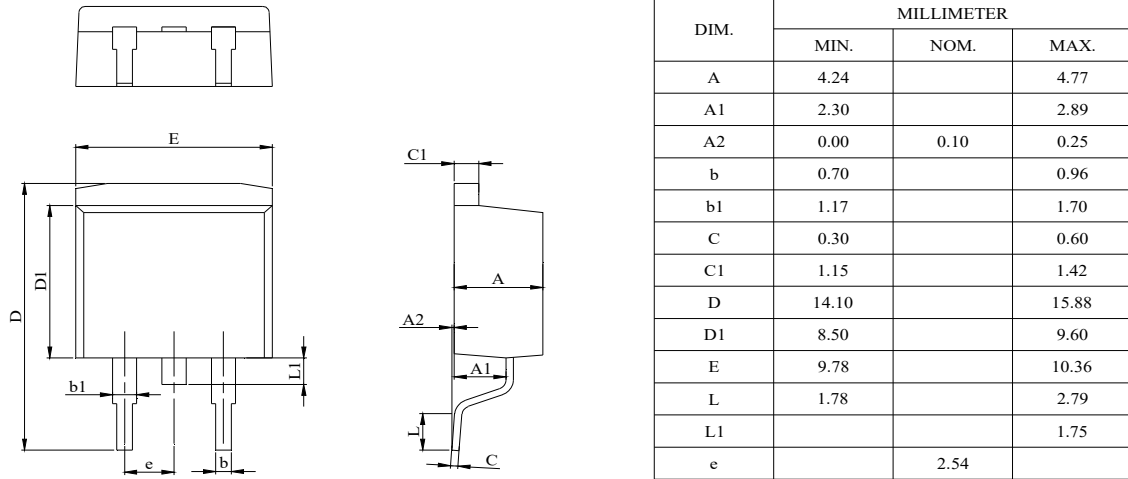 E
D
D1
b1
L1
e
b
C1
A
A2
A1
L
C
DIM. MILLIMETER
MIN. NOM. MAX.
A 4.24 4.77
A1 2.30 2.89
A2 0.00 0.10 0.25
b 0.70 0.96
b1 1.17 1.70
C 0.30 0.60
C1 1.15 1.42
D 14.10 15.88
D1 8.50 9.60
E 9.78 10.36
L 1.78 2.79
L1 1.75
e 2.54